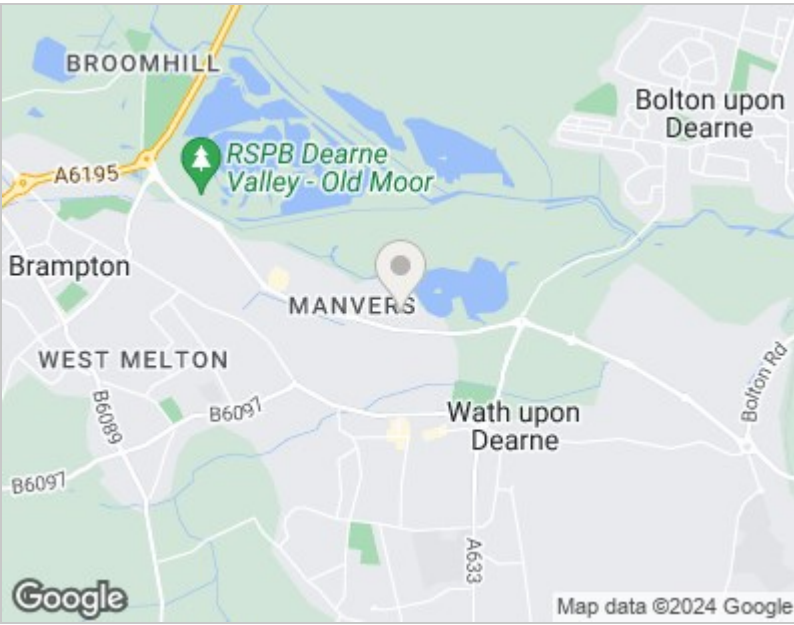 BROOMHILL
Bolton upon
Dearne
RSPB Dearne
Valley - Old Moor
A6195
Brampton
MANVERS
WEST MELTON
B6089
B6097
Wath upon
Dearne
Bolton Rd
B6097
A633
Google
Map data ©2024 Google